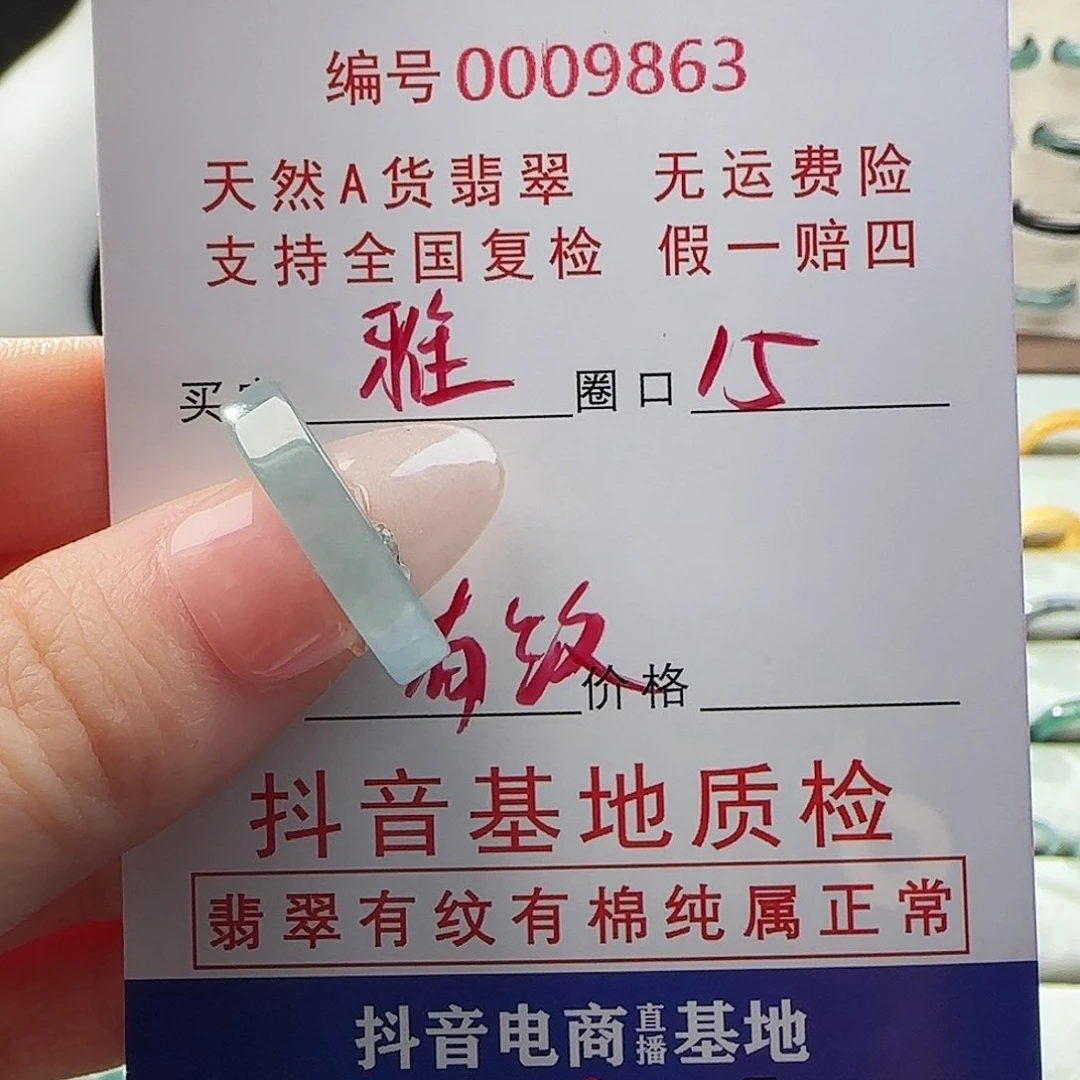 编号0009863
天然A货翡翠 无运费险
支持全国复检 假一赔四
买 雅 圈口 15
有纹 价格
抖音基地质检
翡翠有纹有棉纯属正常
抖音电商直播基地